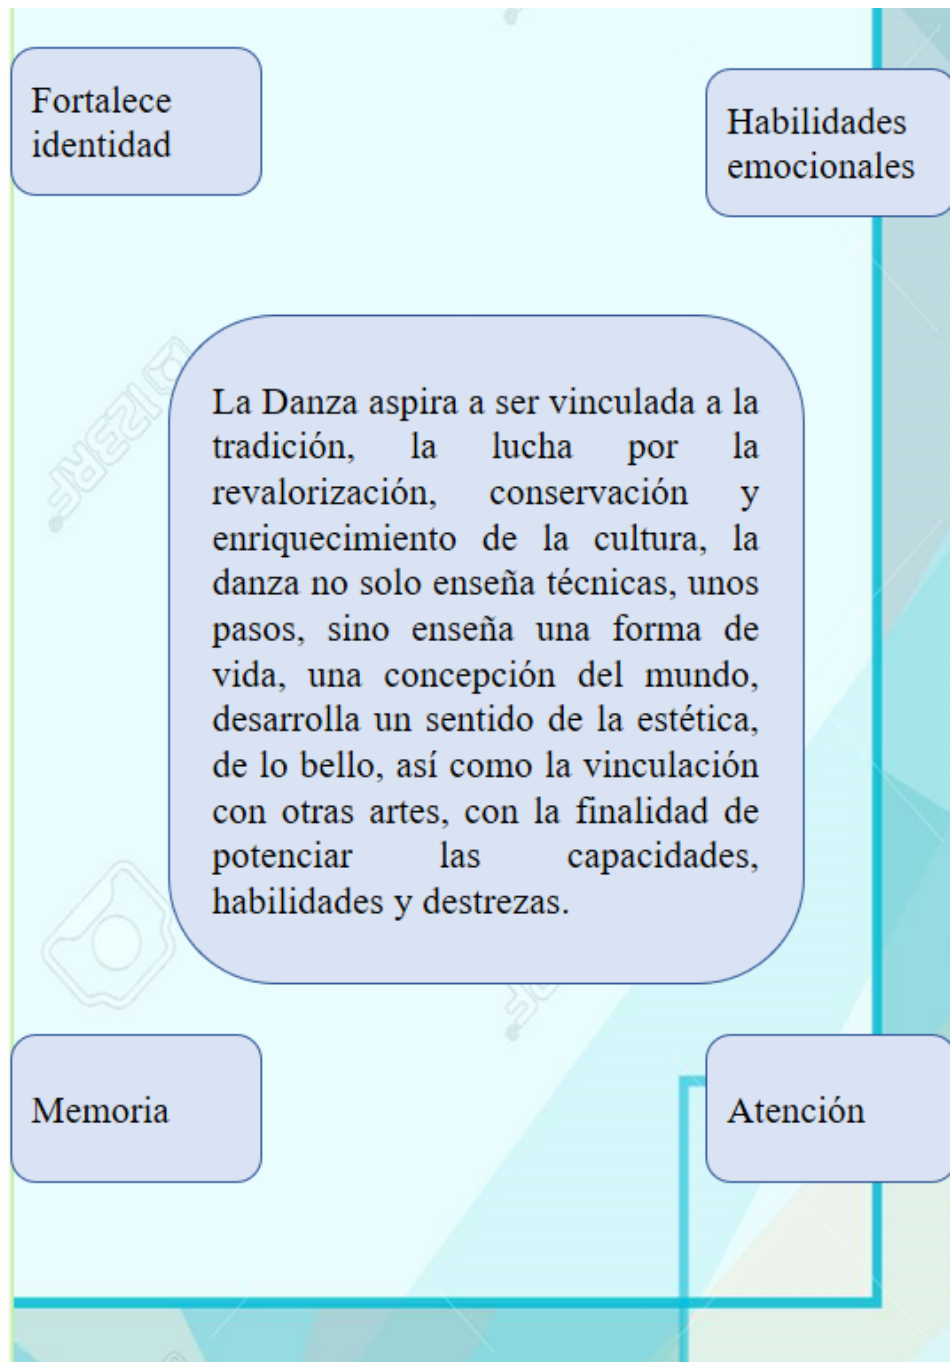 Fortalece
identidad
Habilidades
emocionales
La Danza aspira a ser vinculada a la
tradición, la lucha por la
revalorización, conservación y
enriquecimiento de la cultura, la
danza no solo enseña técnicas, unos
pasos, sino enseña una forma de
vida, una concepción del mundo,
desarrolla un sentido de la estética,
de lo bello, así como la vinculación
con otras artes, con la finalidad de
potenciar las capacidades,
habilidades y destrezas.
Memoria
Atención
123RF
RF